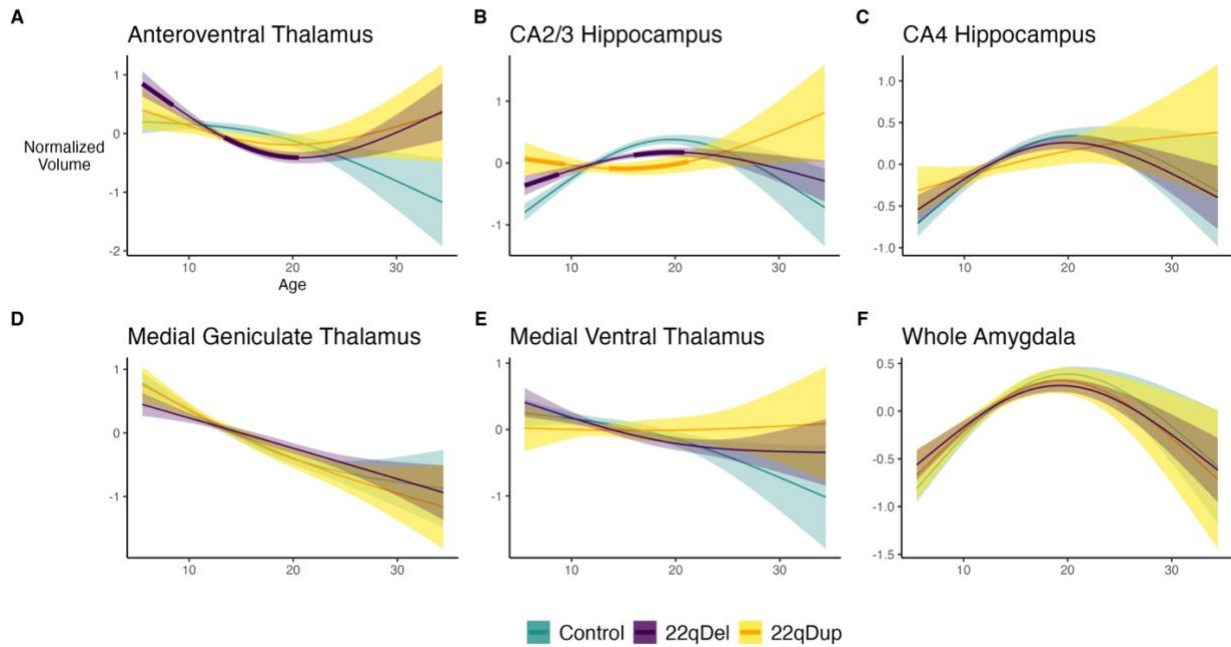 A
Anteroventral Thalamus
B
CA2/3 Hippocampus
C
CA4 Hippocampus
Normalized
Volume
1
0
-1
-2
10
20
30
Age
1
0
-1
10
20
30
1.0
0.5
0.0
-0.5
-1.0
10
20
30
D
Medial Geniculate Thalamus
E
Medial Ventral Thalamus
F
Whole Amygdala
1
0
-1
10
20
30
1
0
-1
10
20
30
0.5
0.0
-0.5
-1.0
-1.5
10
20
30
Control
22qDel
22qDup